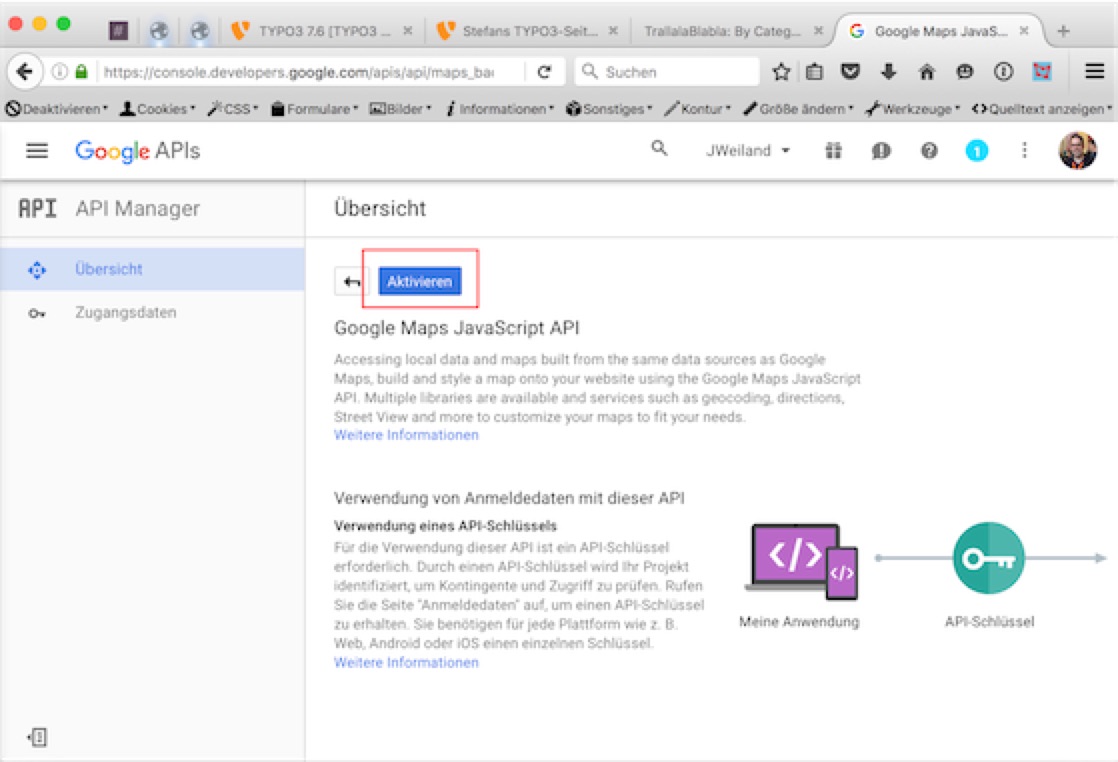 TYPO3 7.6 [TYPO3 ... Stefans TYPO3-Seit... TrallalaBlabla: By Categ... Google Maps JavaS...
https://console.developers.google.com/apis/api/maps_ba Suchen
Deaktivieren Cookies CSS Formulare Bilder Informationen Sonstiges Kontur Größe ändern Werkzeuge Quelltext anzeigen
Google APIs JWeiland 1
API API Manager Übersicht
Übersicht
Zugangsdaten
Aktivieren
Google Maps JavaScript API
Accessing local data and maps built from the same data sources as Google
Maps, build and style a map onto your website using the Google Maps JavaScript
API. Multiple libraries are available and services such as geocoding, directions,
Street View and more to customize your maps to fit your needs.
Weitere Informationen
Verwendung von Anmeldedaten mit dieser API
Verwendung eines API-Schlüssels
Für die Verwendung dieser API ist ein API-Schlüssel
erforderlich. Durch einen API-Schlüssel wird Ihr Projekt
identifiziert, um Kontingente und Zugriff zu prüfen. Rufen
Sie die Seite "Anmeldedaten" auf, um einen API-Schlüssel
zu erhalten. Sie benötigen für jede Plattform wie z. B.
Web, Android oder iOS einen einzelnen Schlüssel.
Weitere Informationen
</> </>
Meine Anwendung API-Schlüssel